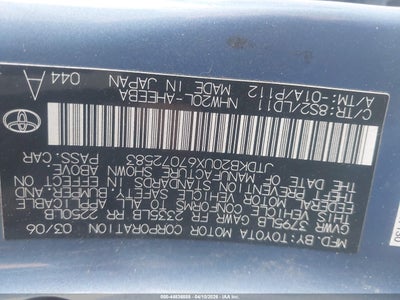 MFD.BY:TOYOTA MOTOR CORPORATION 03/06
GVWR 3795LB GAWR FR 2335LB RR 2250LB
THIS VEHICLE CONFORMS TO ALL APPLICABLE
FEDERAL MOTOR VEHICLE SAFETY, BUMPER, AND
THEFT PREVENTION STANDARDS IN
EFFECT ON THE DATE OF MANUFACTURE SHOWN ABOVE.
JTDKB20UX67072583 PASS. CAR
C/TR: 8S2/LD11 NHW20L-AHEEBA 044
A/TM: -01A/P112 MADE IN JAPAN A